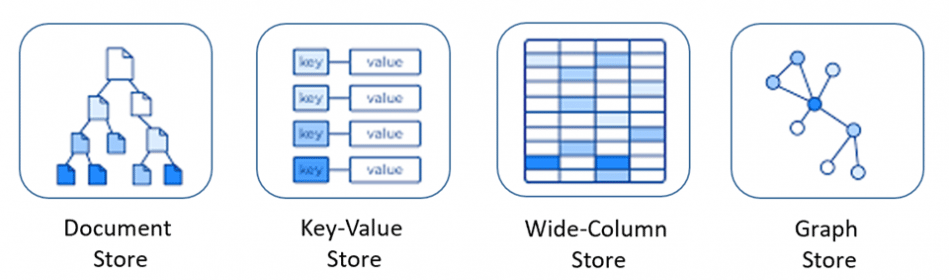 key value
key value
key value
key value
Document Store
Key-Value Store
Wide-Column Store
Graph Store